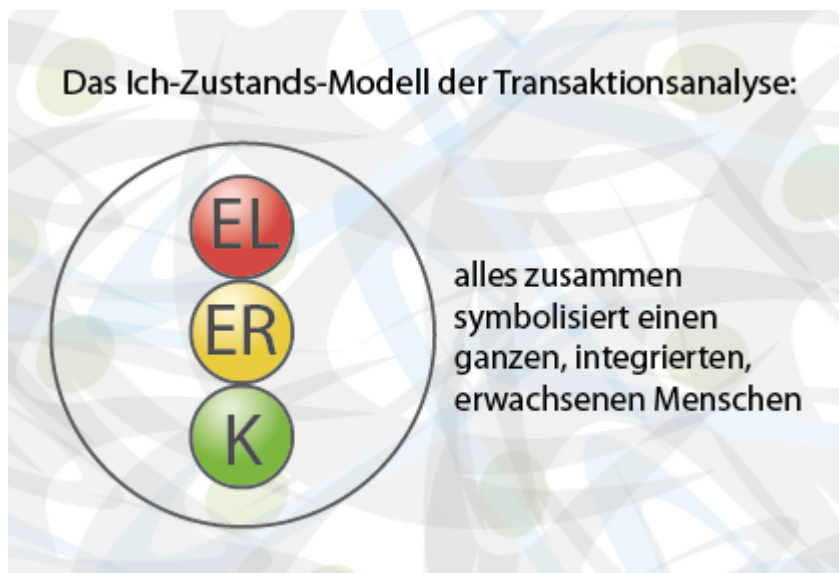 Das Ich-Zustands-Modell der Transaktionsanalyse:
EL
ER
K
alles zusammen
symbolisiert einen
ganzen, integrierten,
erwachsenen Menschen